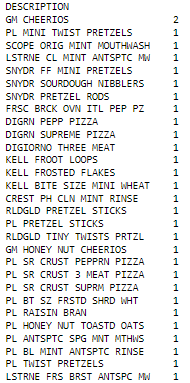 DESCRIPTION
GM CHEERIOS 2
PL MINI TWIST PRETZELS 1
SCOPE ORIG MINT MOUTHWASH 1
LSTRNE CL MINT ANTSPTC MW 1
SNYDR FF MINI PRETZELS 1
SNYDR SOURDOUGH NIBBLERS 1
SNYDR PRETZEL RODS 1
FRSC BRCK OVN ITL PEP PZ 1
DIGRN PEPP PIZZA 1
DIGRN SUPREME PIZZA 1
DIGIORNO THREE MEAT 1
KELL FROOT LOOPS 1
KELL FROSTED FLAKES 1
KELL BITE SIZE MINI WHEAT 1
CREST PH CLN MINT RINSE 1
RLDGLD PRETZEL STICKS 1
PL PRETZEL STICKS 1
RLDGLD TINY TWISTS PRTZL 1
GM HONEY NUT CHEERIOS 1
PL SR CRUST PEPPRN PIZZA 1
PL SR CRUST 3 MEAT PIZZA 1
PL SR CRUST SUPRM PIZZA 1
PL BT SZ FRSTD SHRD WHT 1
PL RAISIN BRAN 1
PL HONEY NUT TOASTD OATS 1
PL ANTSPTC SPG MNT MTHWS 1
PL BL MINT ANTSPTC RINSE 1
PL TWIST PRETZELS 1
LSTRNE FRS BRST ANTSPC MW 1